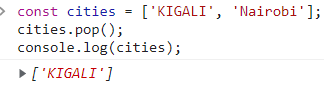 const cities = ['KIGALI', 'Nairobi'];
cities.pop();
console.log(cities);
['KIGALI']